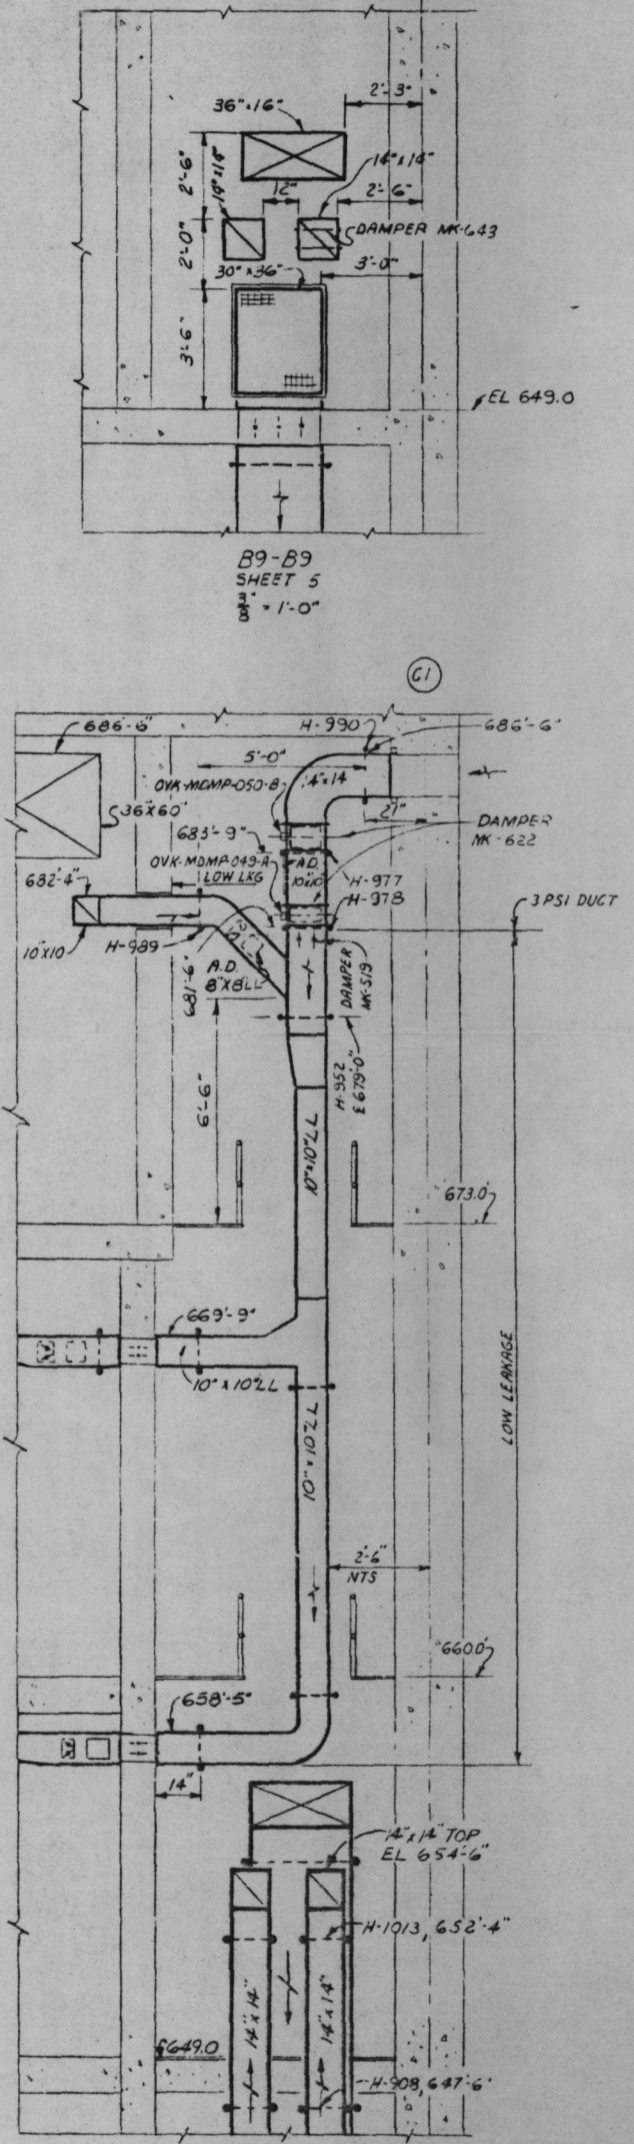 2'-3"
36"x16"
14"x14"
2'-6"
14"x14"
12"
2'-6"
DAMPER MK-643
2'-0"
30"x36"
3'-0"
3'-6"
EL 649.0
B9-B9
SHEET 5
3/8" = 1'-0"
C1
686'-6"
H-990
686'-6"
5'-0"
OVK-MDMP-050-B
14"x14
36"X60"
21"
683'-9"
DAMPER
MK-622
OVK-MDMP-049-A
A.D.
10"x10"
LOW LKG
H-977
682'-4"
H-978
3 PSI DUCT
10"X10"
H-989
A.D.
8"X8"LL
681'-6"
DAMPER
MK-519
H-952
£ 679'-0"
6'-6"
10"x10"LL
673.0'
669'-9"
10"x10"LL
LOW LEAKAGE
10"x10"LL
2'-6"
NTS
660.0'
658'-5"
14"
14"x14" TOP
EL 654'-6"
H-1013, 652'-4"
14"x14"
14"x14"
649.0
H-908, 647'-6"